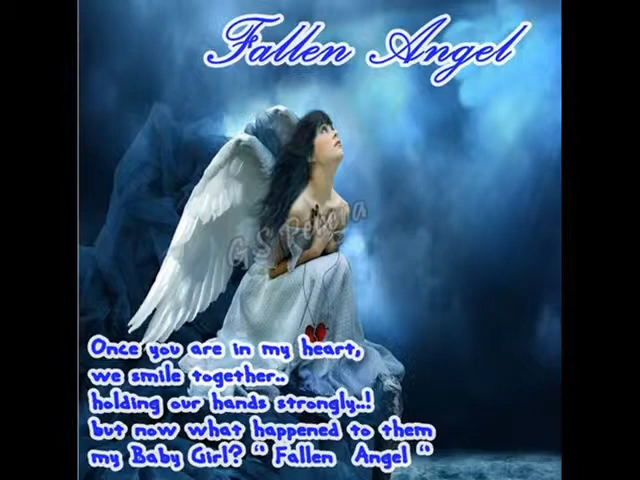 Fallen Angel
G.S Perera
Once you are in my heart,
we smile together..
holding our hands strongly..!
but now what happened to them
my Baby Girl? " Fallen Angel "